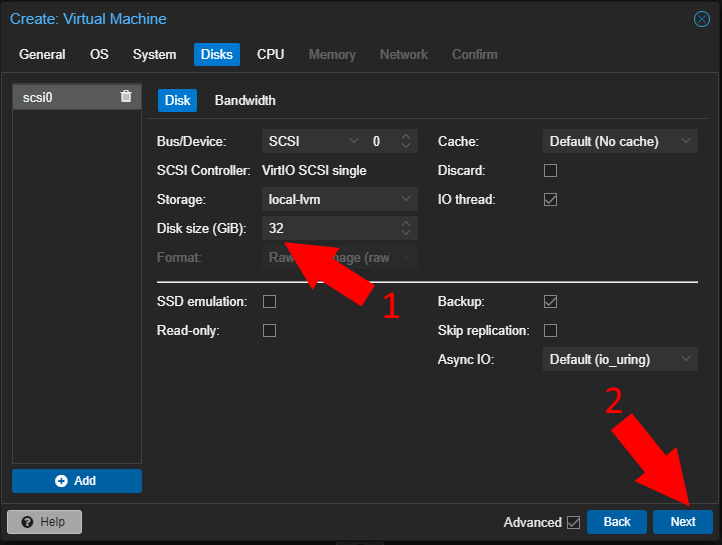 Create: Virtual Machine
General OS System Disks CPU Memory Network Confirm
scsi0
Disk Bandwidth
Bus/Device: SCSI 0 Cache: Default (No cache)
SCSI Controller: VirtIO SCSI single Discard:
Storage: local-lvm IO thread:
Disk size (GiB): 32
Format: Raw age (raw
1
SSD emulation: Backup:
Read-only: Skip replication:
Async IO: Default (io_uring)
2
Add
Help Advanced Back Next